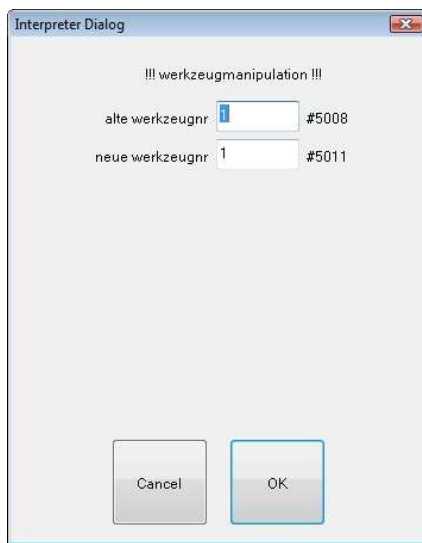 Interpreter Dialog
!!! werkzeugmanipulation !!!
alte werkzeugnr 1 #5008
neue werkzeugnr 1 #5011
Cancel OK